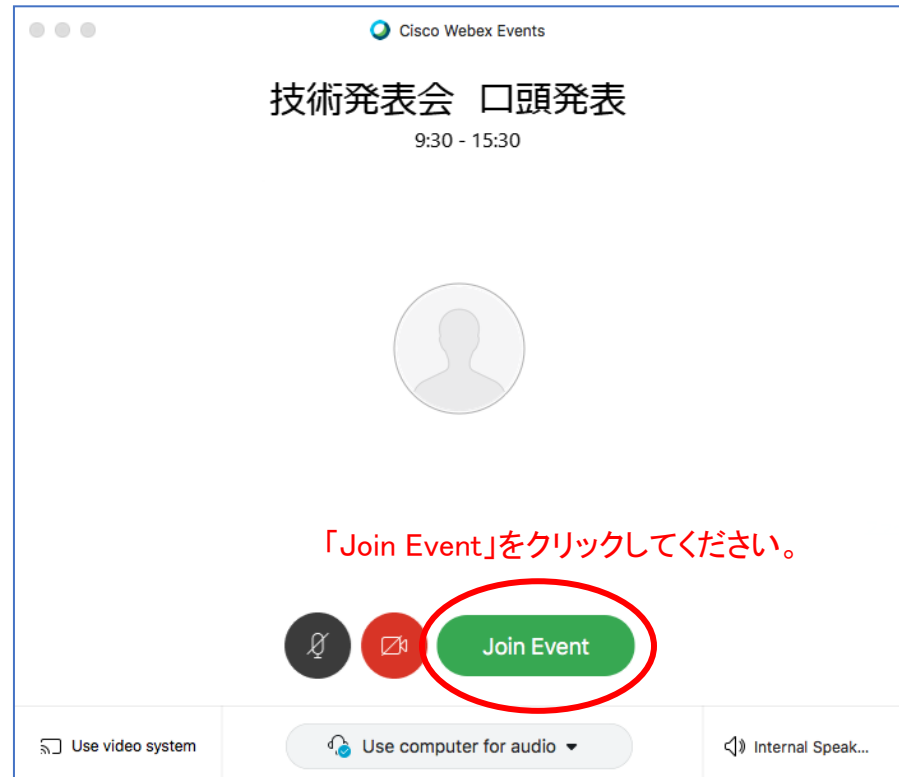 Cisco Webex Events
技術発表会　口頭発表
9:30 - 15:30
「Join Event」をクリックしてください。
Join Event
Use video system
Use computer for audio
Internal Speak...